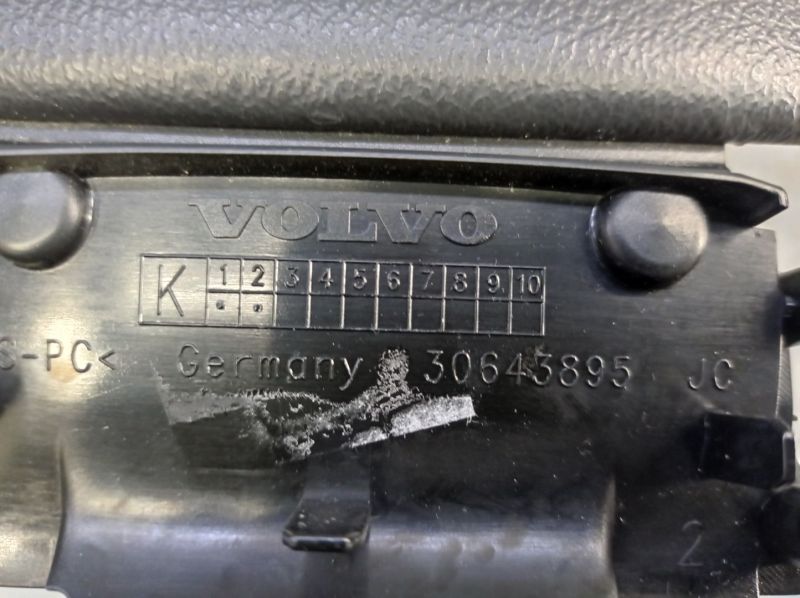 VOLVO
K 1 2 3 4 5 6 7 8 9 10
S-PC< Germany 30643895 JC
2